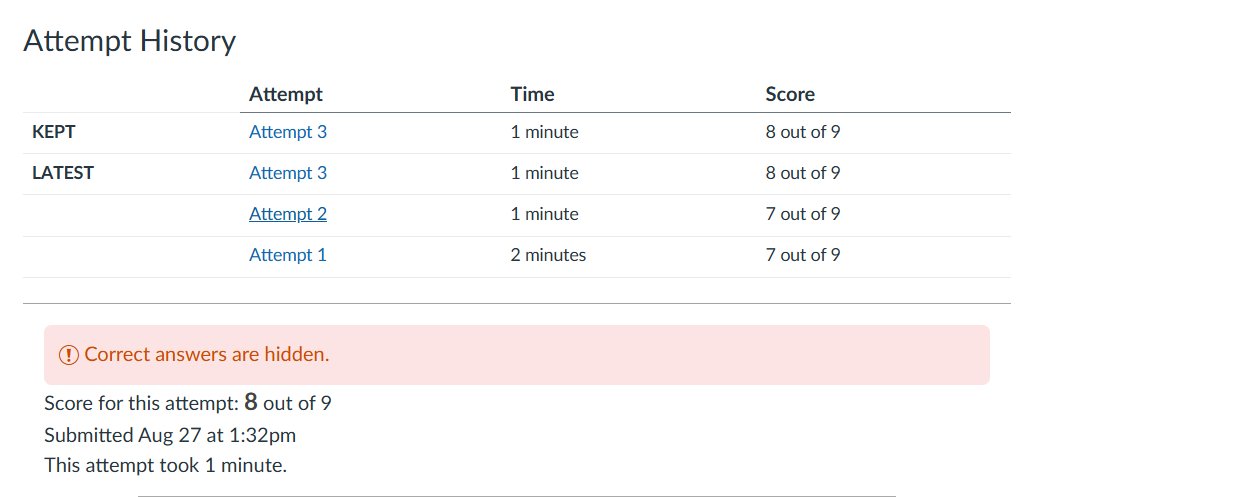 Attempt History
Attempt Time Score
KEPT Attempt 3 1 minute 8 out of 9
LATEST Attempt 3 1 minute 8 out of 9
Attempt 2 1 minute 7 out of 9
Attempt 1 2 minutes 7 out of 9
Correct answers are hidden.
Score for this attempt: 8 out of 9
Submitted Aug 27 at 1:32pm
This attempt took 1 minute.